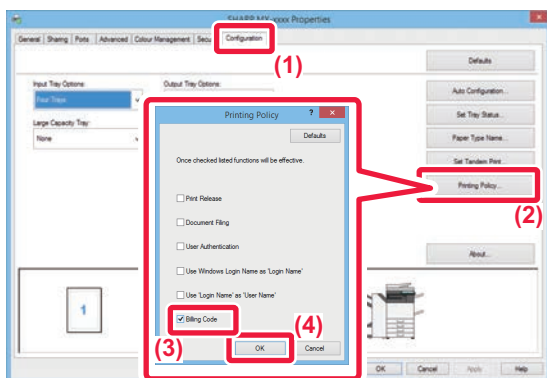 SHARP MX-xxxx Properties
General Sharing Ports Advanced Colour Management Secu Configuration
(1)
Defaults
Input Tray Options:
Output Tray Options:
Four Trays
Auto Configuration...
Large Capacity Tray:
None
Set Tray Status...
Paper Type Name...
Set Tandem Print...
Printing Policy...
(2)
About...
Printing Policy
? ×
Defaults
Once checked listed functions will be effective.
Print Release
Document Filing
User Authentication
Use Windows Login Name as 'Login Name'
Use 'Login Name' as 'User Name'
Billing Code
(3)
(4)
OK Cancel
1
OK Cancel Apply Help